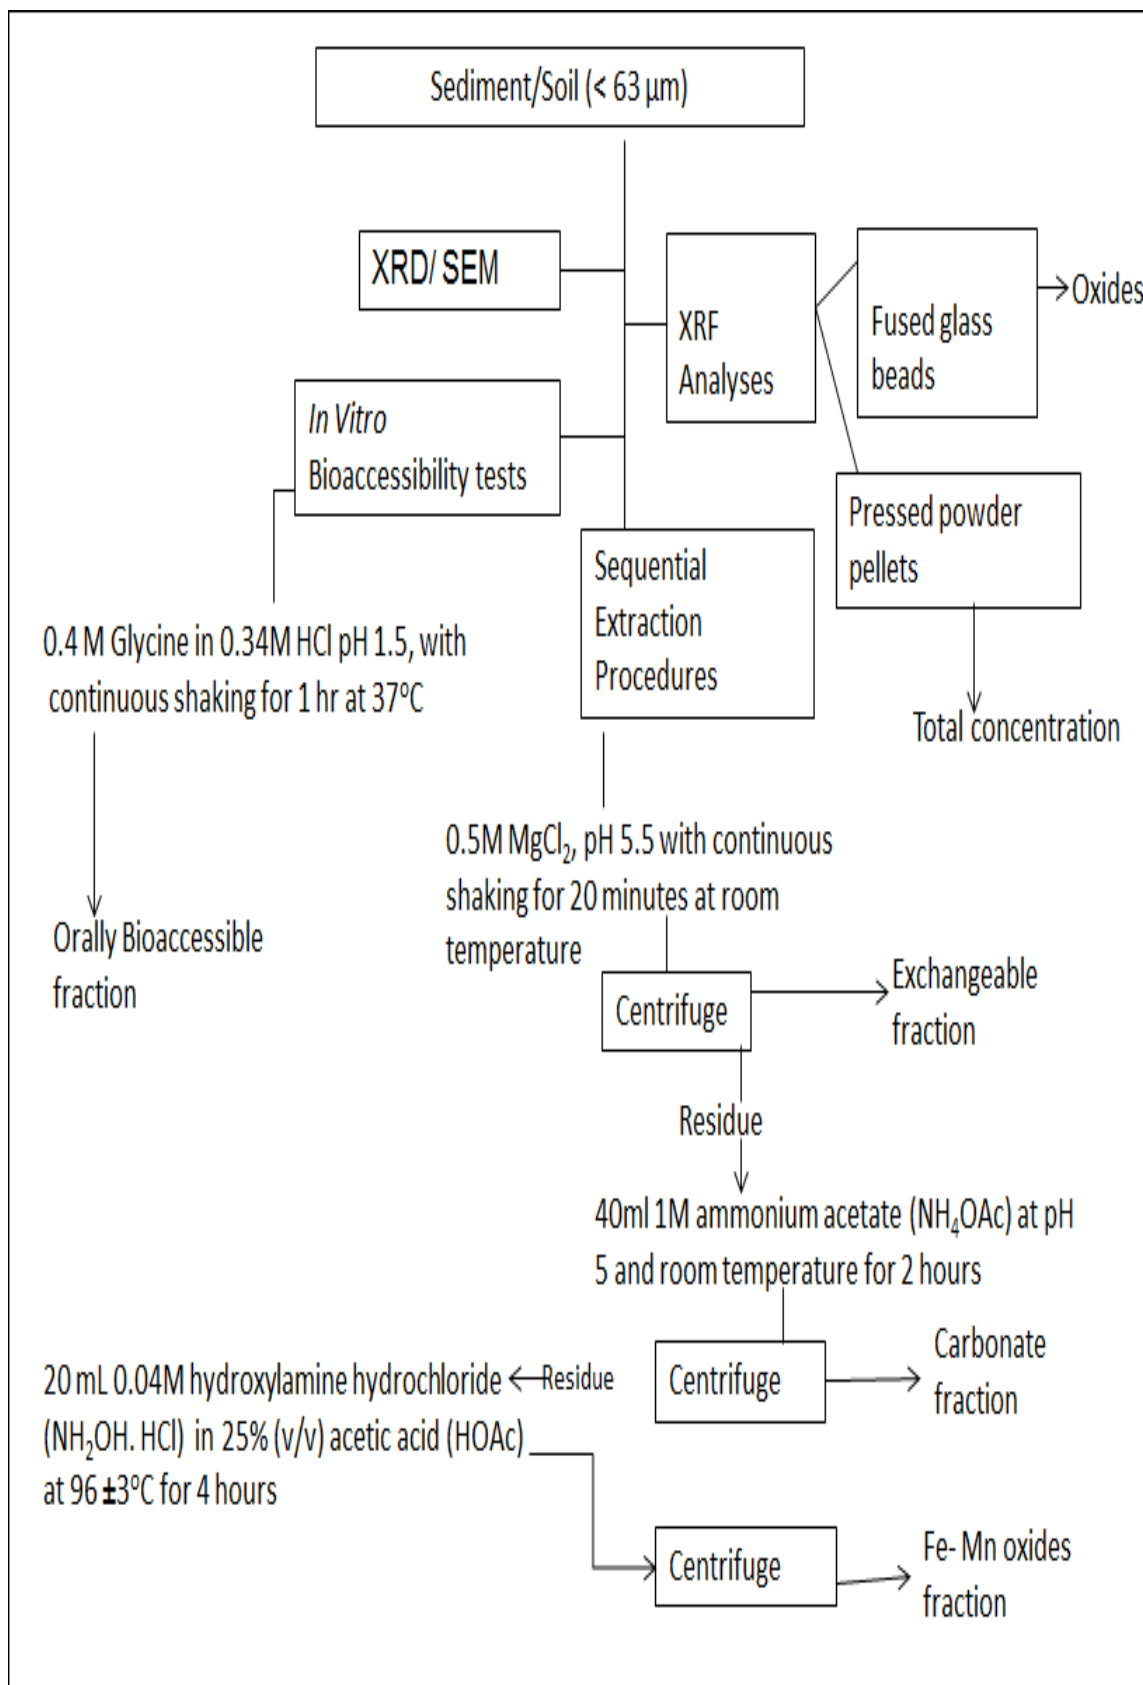 Sediment/Soil (< 63 µm)
XRD/ SEM
XRF
Analyses
Fused glass
beads
Oxides
In Vitro
Bioaccessibility tests
Pressed powder
pellets
Sequential
Extraction
Procedures
0.4 M Glycine in 0.34M HCl pH 1.5, with
continuous shaking for 1 hr at 37°C
Total concentration
0.5M MgCl₂, pH 5.5 with continuous
shaking for 20 minutes at room
temperature
Orally Bioaccessible
fraction
Centrifuge
Exchangeable
fraction
Residue
40ml 1M ammonium acetate (NH₄OAc) at pH
5 and room temperature for 2 hours
Centrifuge
Carbonate
fraction
Residue
20 mL 0.04M hydroxylamine hydrochloride
(NH₂OH. HCl) in 25% (v/v) acetic acid (HOAc)
at 96 ±3°C for 4 hours
Centrifuge
Fe- Mn oxides
fraction